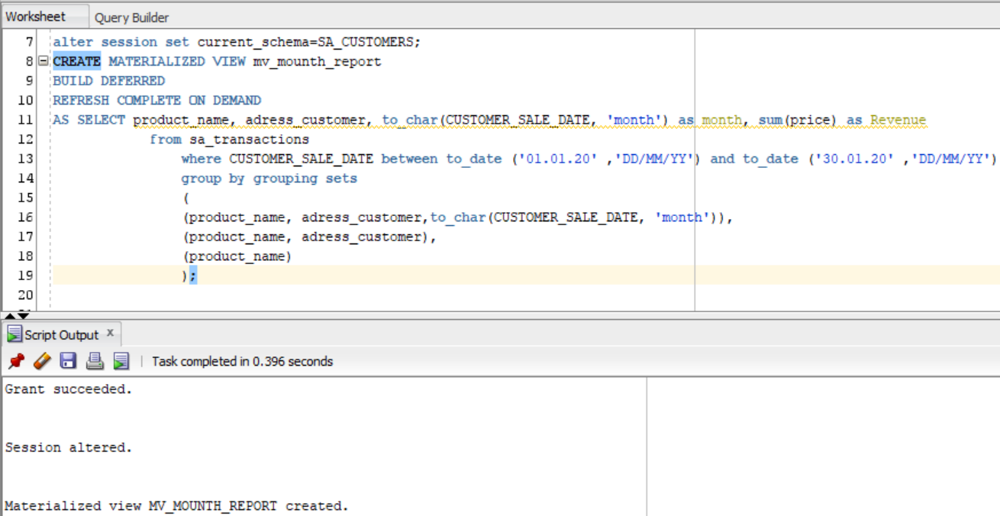 Worksheet Query Builder
7 alter session set current_schema=SA_CUSTOMERS;
8 CREATE MATERIALIZED VIEW mv_mounth_report
9 BUILD DEFERRED
10 REFRESH COMPLETE ON DEMAND
11 AS SELECT product_name, adress_customer, to_char(CUSTOMER_SALE_DATE, 'month') as month, sum(price) as Revenue
12 from sa_transactions
13 where CUSTOMER_SALE_DATE between to_date ('01.01.20' ,'DD/MM/YY') and to_date ('30.01.20' ,'DD/MM/YY')
14 group by grouping sets
15 (
16 (product_name, adress_customer,to_char(CUSTOMER_SALE_DATE, 'month')),
17 (product_name, adress_customer),
18 (product_name)
19 );
20
Script Output x
Task completed in 0.396 seconds
Grant succeeded.
Session altered.
Materialized view MV_MOUNTH_REPORT created.